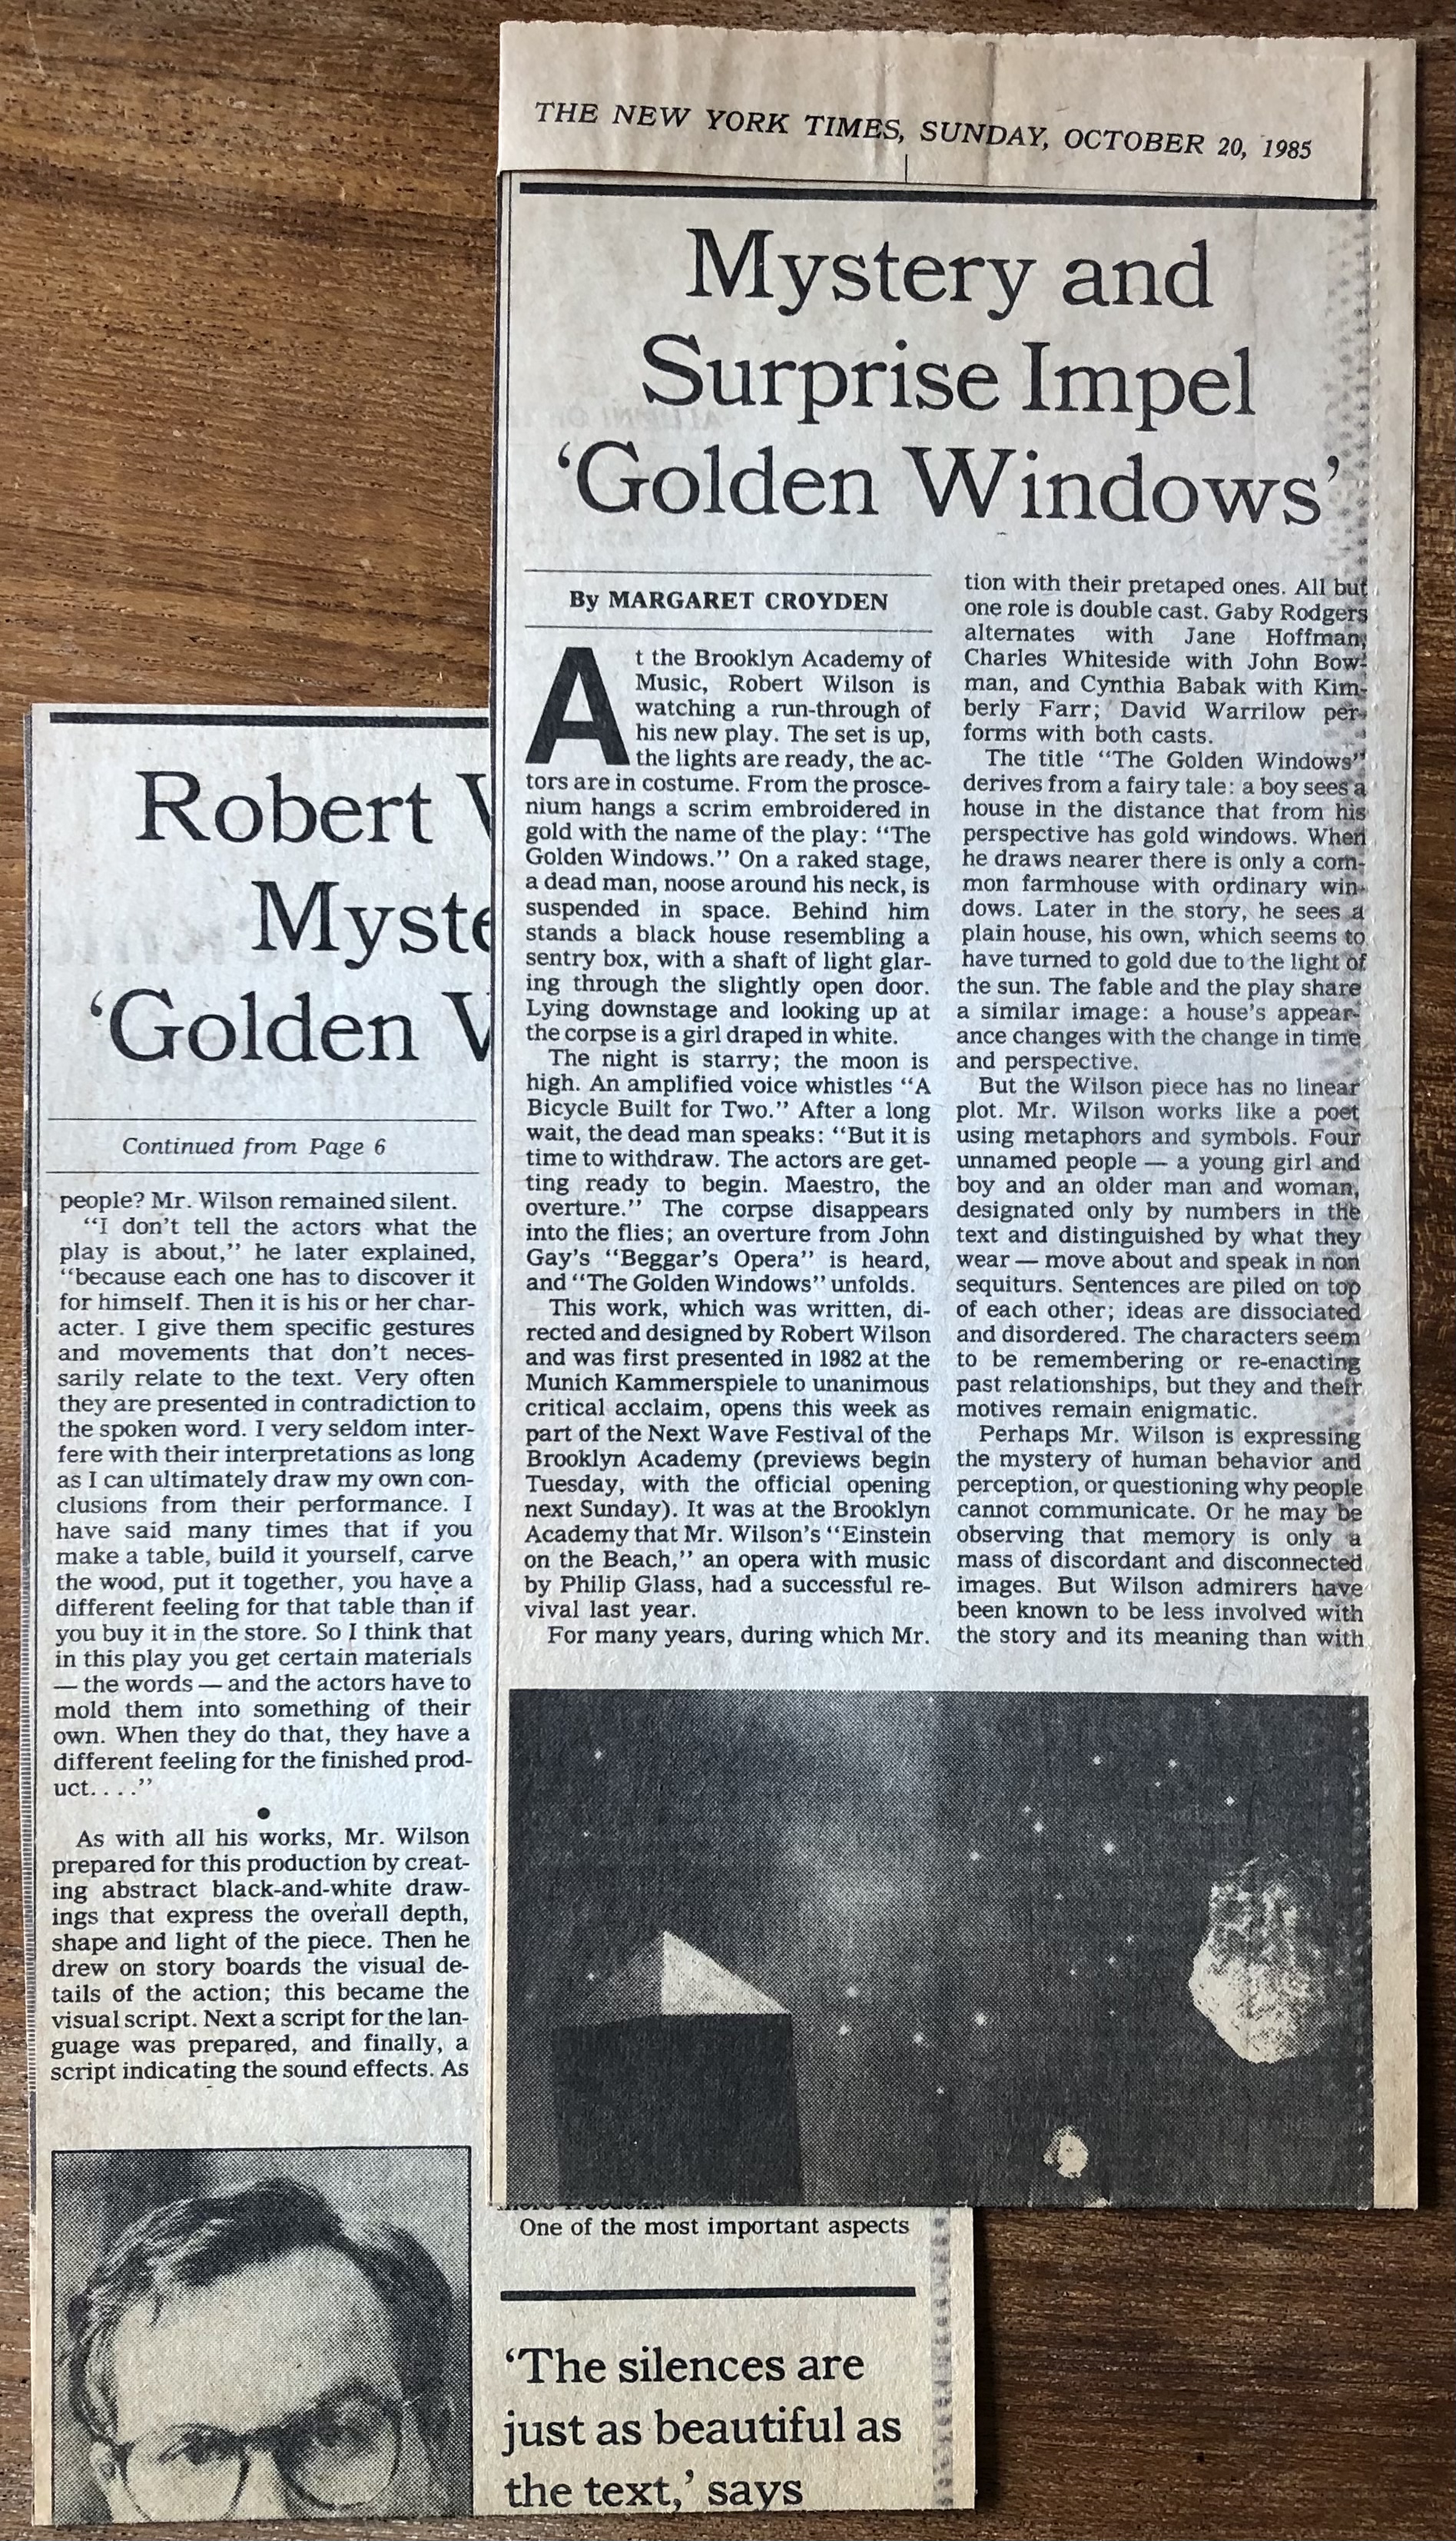 THE NEW YORK TIMES, SUNDAY, OCTOBER 20, 1985
Mystery and
Surprise Impel
‘Golden Windows’
By MARGARET CROYDEN
At the Brooklyn Academy of
Music, Robert Wilson is
watching a run-through of
his new play. The set is up,
the lights are ready, the ac-
tors are in costume. From the prosce-
nium hangs a scrim embroidered in
gold with the name of the play: “The
Golden Windows.” On a raked stage,
a dead man, noose around his neck, is
suspended in space. Behind him
stands a black house resembling a
sentry box, with a shaft of light glar-
ing through the slightly open door.
Lying downstage and looking up at
the corpse is a girl draped in white.
The night is starry; the moon is
high. An amplified voice whistles “A
Bicycle Built for Two.” After a long
wait, the dead man speaks: “But it is
time to withdraw. The actors are get-
ting ready to begin. Maestro, the
overture.” The corpse disappears
into the flies; an overture from John
Gay’s “Beggar’s Opera” is heard,
and “The Golden Windows” unfolds.
This work, which was written, di-
rected and designed by Robert Wilson
and was first presented in 1982 at the
Munich Kammerspiele to unanimous
critical acclaim, opens this week as
part of the Next Wave Festival of the
Brooklyn Academy (previews begin
Tuesday, with the official opening
next Sunday). It was at the Brooklyn
Academy that Mr. Wilson’s “Einstein
on the Beach,” an opera with music
by Philip Glass, had a successful re-
vival last year.
For many years, during which Mr.
tion with their pretaped ones. All but
one role is double cast. Gaby Rodgers
alternates with Jane Hoffman,
Charles Whiteside with John Bow-
man, and Cynthia Babak with Kim-
berly Farr; David Warrilow per-
forms with both casts.
The title “The Golden Windows”
derives from a fairy tale: a boy sees a
house in the distance that from his
perspective has gold windows. When
he draws nearer there is only a com-
mon farmhouse with ordinary win-
dows. Later in the story, he sees a
plain house, his own, which seems to
have turned to gold due to the light of
the sun. The fable and the play share
a similar image: a house’s appear-
ance changes with the change in time
and perspective.
But the Wilson piece has no linear
plot. Mr. Wilson works like a poet
using metaphors and symbols. Four
unnamed people — a young girl and
boy and an older man and woman,
designated only by numbers in the
text and distinguished by what they
wear — move about and speak in non
sequiturs. Sentences are piled on top
of each other; ideas are dissociated
and disordered. The characters seem
to be remembering or re-enacting
past relationships, but they and their
motives remain enigmatic.
Perhaps Mr. Wilson is expressing
the mystery of human behavior and
perception, or questioning why people
cannot communicate. Or he may be
observing that memory is only a
mass of discordant and disconnected
images. But Wilson admirers have
been known to be less involved with
the story and its meaning than with
Robert
Myste
‘Golden
Continued from Page 6
people? Mr. Wilson remained silent.
“I don’t tell the actors what the
play is about,” he later explained,
“because each one has to discover it
for himself. Then it is his or her char-
acter. I give them specific gestures
and movements that don’t neces-
sarily relate to the text. Very often
they are presented in contradiction to
the spoken word. I very seldom inter-
fere with their interpretations as long
as I can ultimately draw my own con-
clusions from their performance. I
have said many times that if you
make a table, build it yourself, carve
the wood, put it together, you have a
different feeling for that table than if
you buy it in the store. So I think that
in this play you get certain materials
— the words — and the actors have to
mold them into something of their
own. When they do that, they have a
different feeling for the finished prod-
uct. . . .”
As with all his works, Mr. Wilson
prepared for this production by creat-
ing abstract black-and-white draw-
ings that express the overall depth,
shape and light of the piece. Then he
drew on story boards the visual de-
tails of the action; this became the
visual script. Next a script for the lan-
guage was prepared, and finally, a
script indicating the sound effects. As
One of the most important aspects
‘The silences are
just as beautiful as
the text,’ says